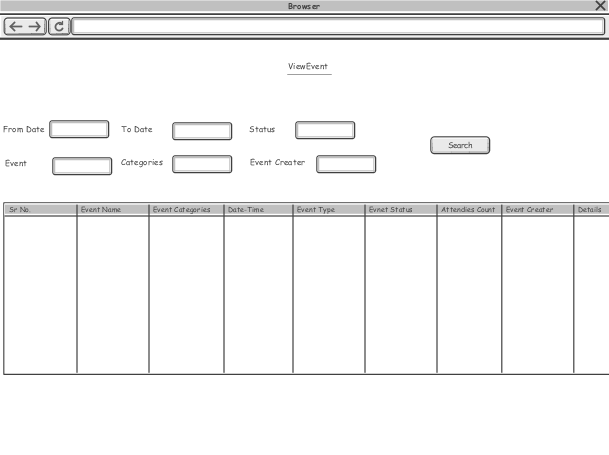 Browser
ViewEvent
From Date To Date Status
Search
Event Categories Event Creater
Sr No. Event Name Event Categories Date-Time Event Type Evnet Status Attendies Count Event Creater Details